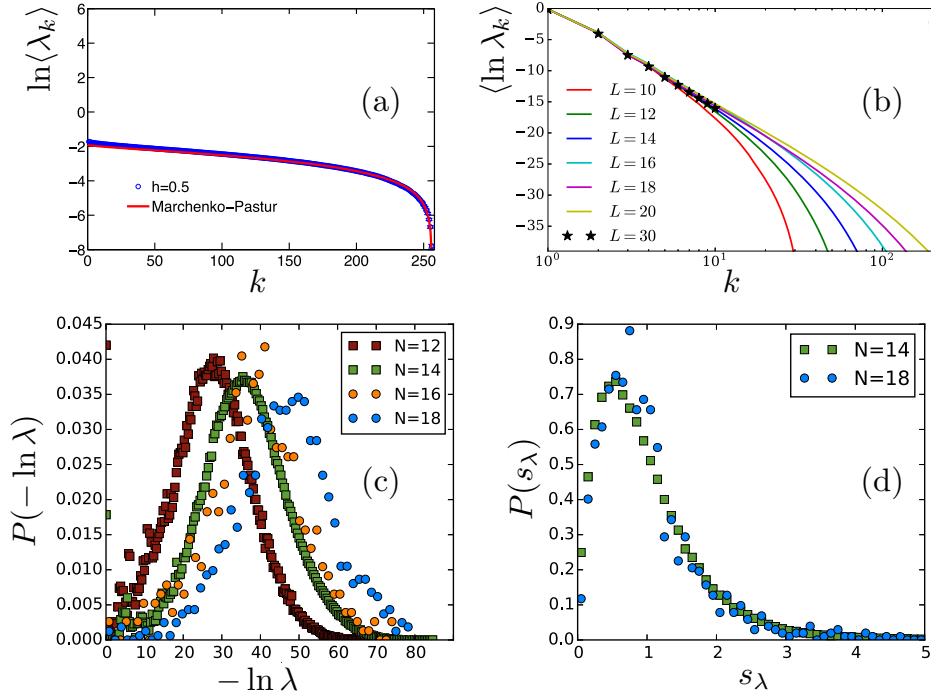 ln⟨λ_k⟩
6
4
2
0
−2
−4
−6
−8
0
50
100
150
200
250
k
(a)
h=0.5
Marchenko–Pastur
⟨ln λ_k⟩
0
−5
−10
−15
−20
−25
−30
−35
10^0
10^1
10^2
k
(b)
L = 10
L = 12
L = 14
L = 16
L = 18
L = 20
L = 30
P(− ln λ)
0.045
0.040
0.035
0.030
0.025
0.020
0.015
0.010
0.005
0.000
0
10
20
30
40
50
60
70
80
− ln λ
(c)
N=12
N=14
N=16
N=18
P(s_λ)
0.9
0.8
0.7
0.6
0.5
0.4
0.3
0.2
0.1
0.0
0
1
2
3
4
5
s_λ
(d)
N=14
N=18